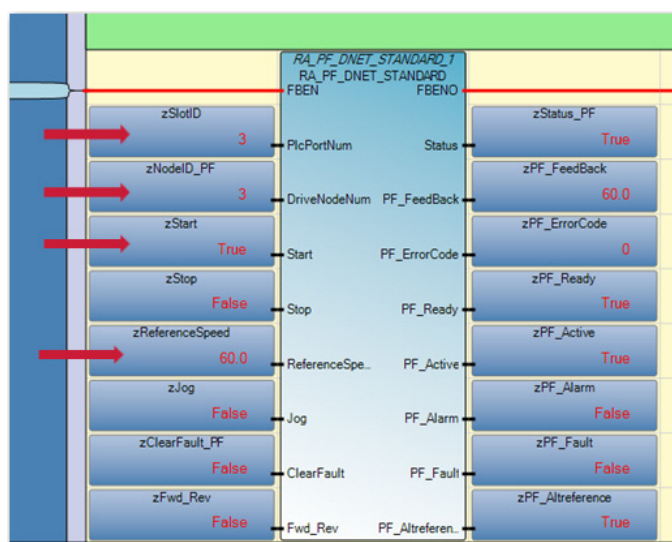 RA_PF_DNET_STANDARD_1
RA_PF_DNET_STANDARD
FBEN FBENO
zSlotID zStatus_PF
3 PlcPortNum Status True
zNodeID_PF zPF_FeedBack
3 DriveNodeNum PF_FeedBack 60.0
zStart zPF_ErrorCode
True Start PF_ErrorCode 0
zStop zPF_Ready
False Stop PF_Ready True
zReferenceSpeed zPF_Active
60.0 ReferenceSpe.. PF_Active True
zJog zPF_Alarm
False Jog PF_Alarm False
zClearFault_PF zPF_Fault
False ClearFault PF_Fault False
zFwd_Rev zPF_Altreference
False Fwd_Rev PF_Altreferen.. True